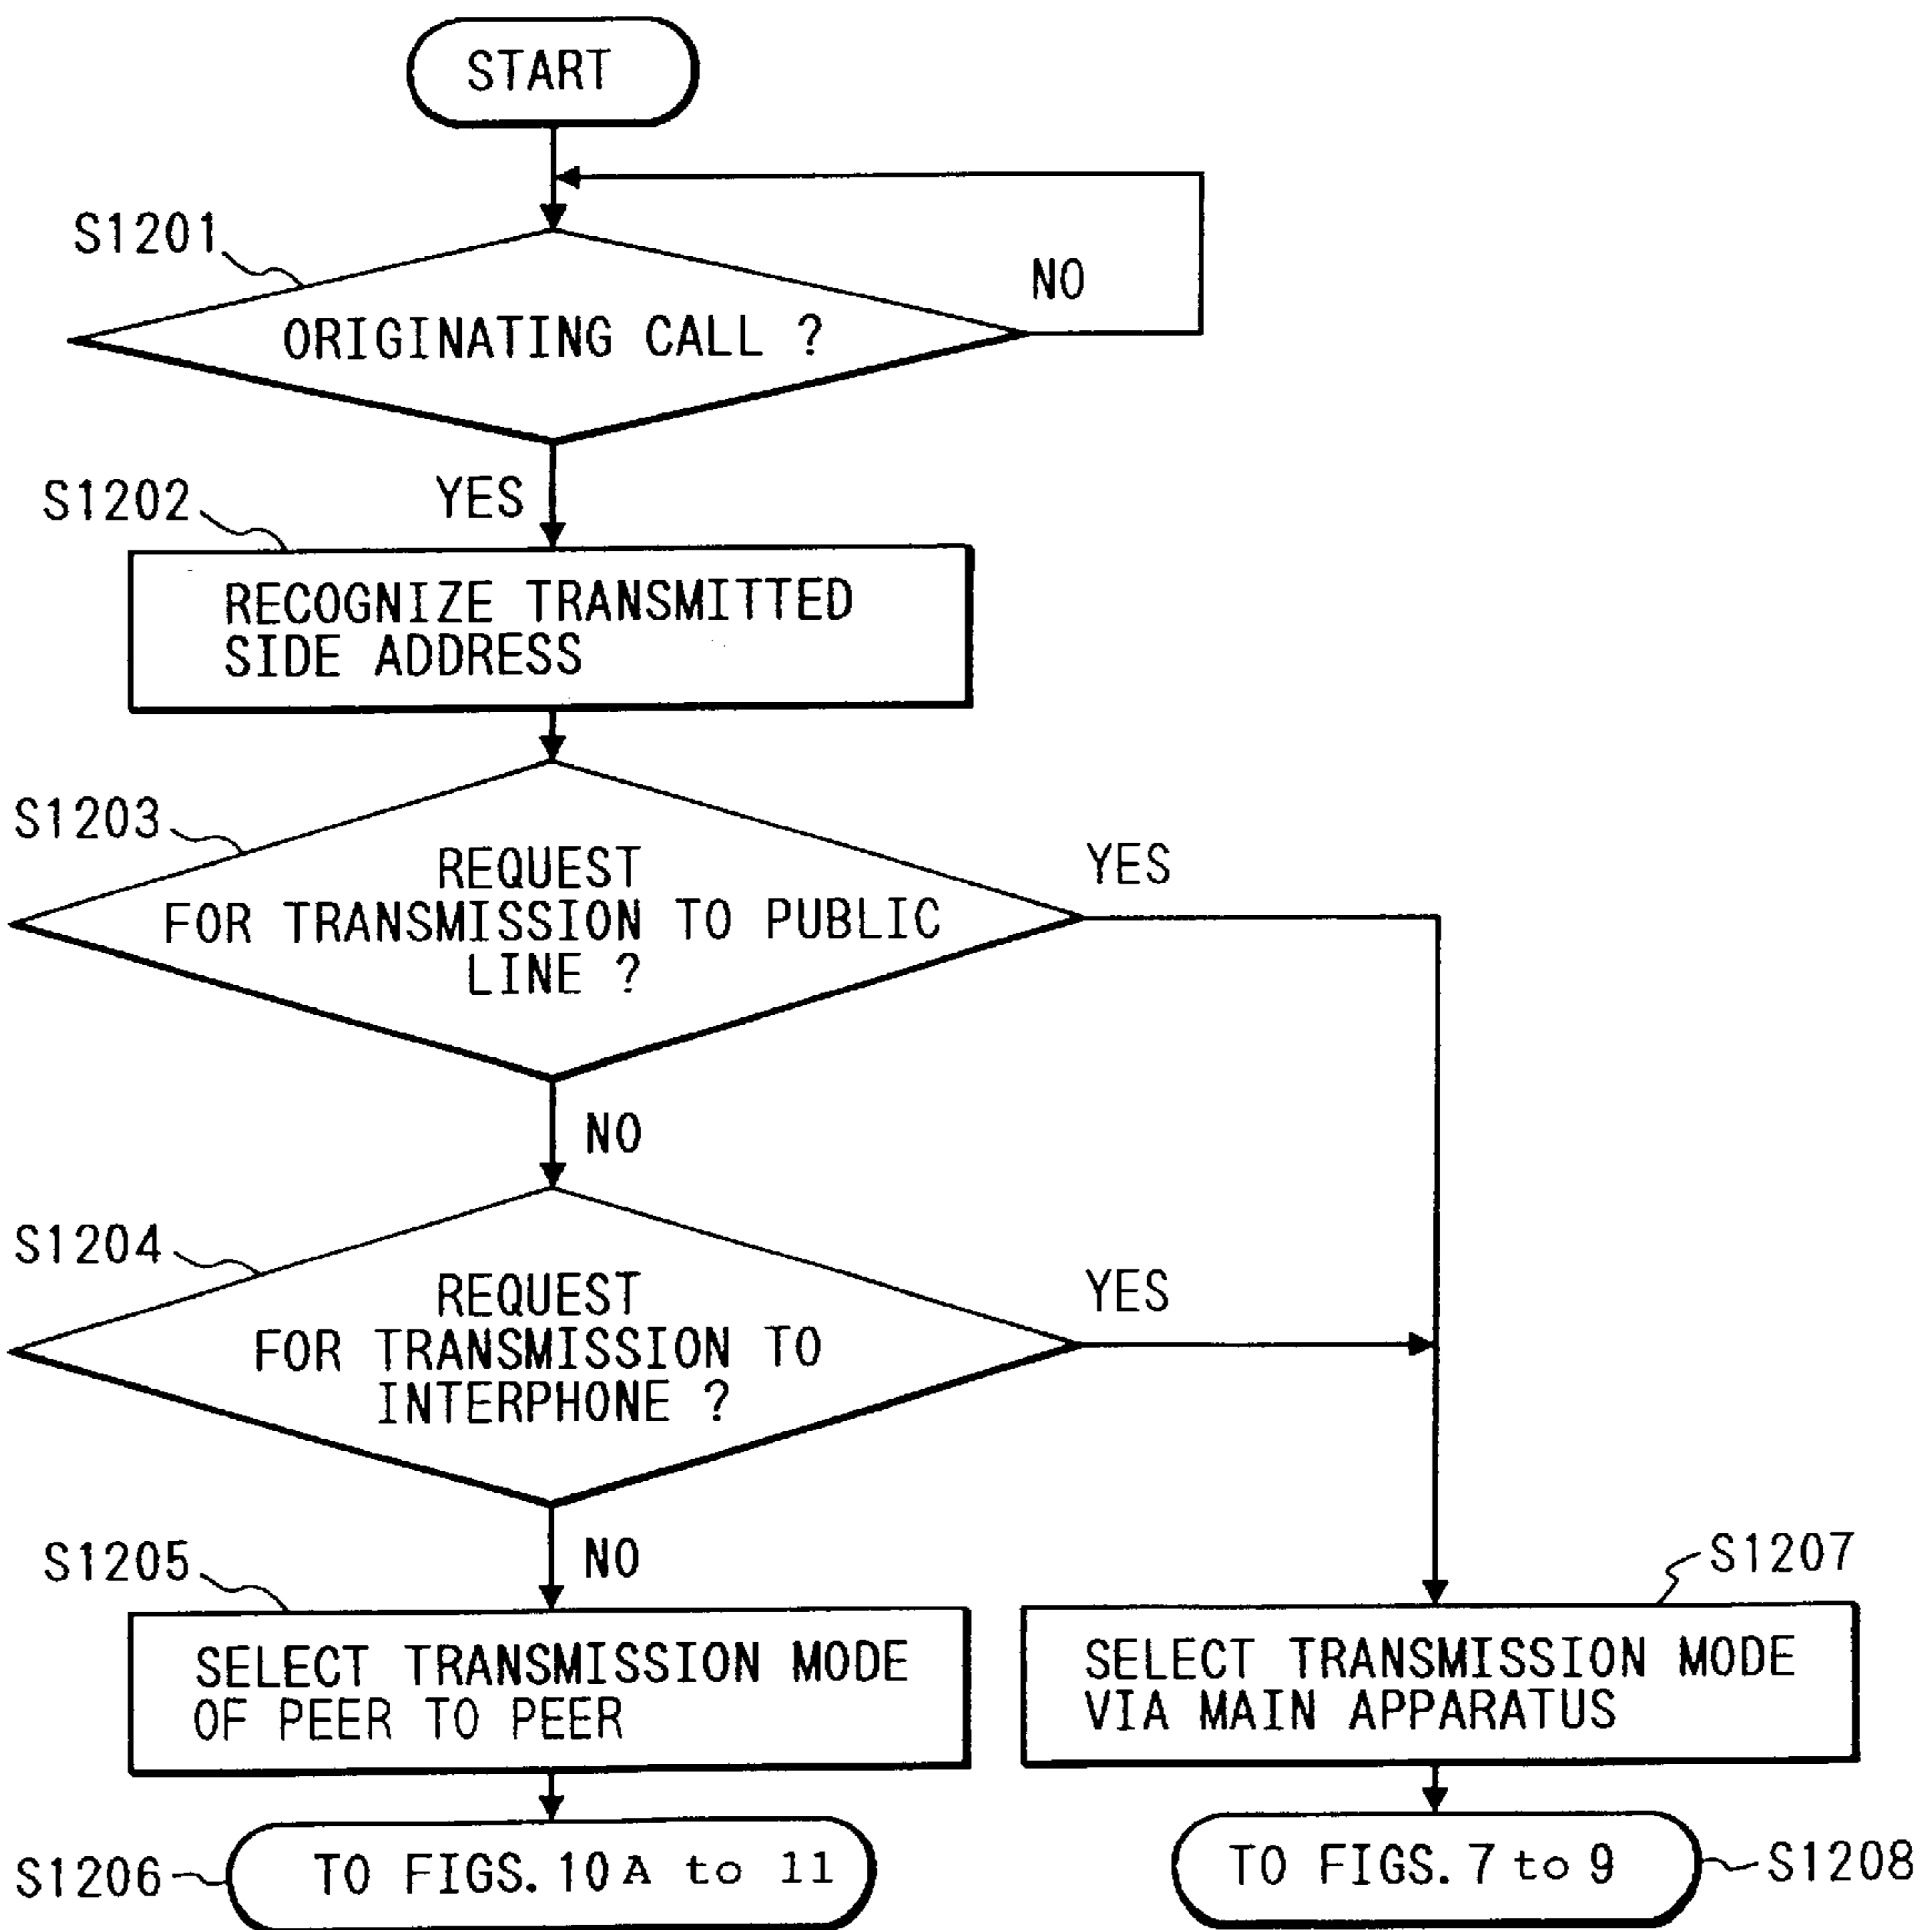 START
S1201
NO
ORIGINATING CALL ?
YES
S1202
RECOGNIZE TRANSMITTED
SIDE ADDRESS
S1203
REQUEST
FOR TRANSMISSION TO PUBLIC
LINE ?
YES
NO
S1204
REQUEST
FOR TRANSMISSION TO
INTERPHONE ?
YES
NO
S1205
SELECT TRANSMISSION MODE
OF PEER TO PEER
S1207
SELECT TRANSMISSION MODE
VIA MAIN APPARATUS
S1206
TO FIGS. 10A to 11
TO FIGS. 7 to 9
S1208